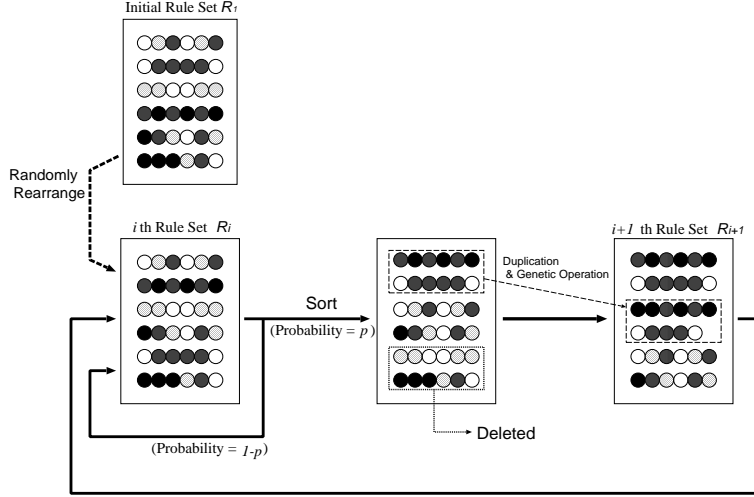 Initial Rule Set R1
Randomly
Rearrange
i th Rule Set Ri
i+1 th Rule Set Ri+1
Duplication
& Genetic Operation
Sort
(Probability = p)
(Probability = 1-p)
Deleted